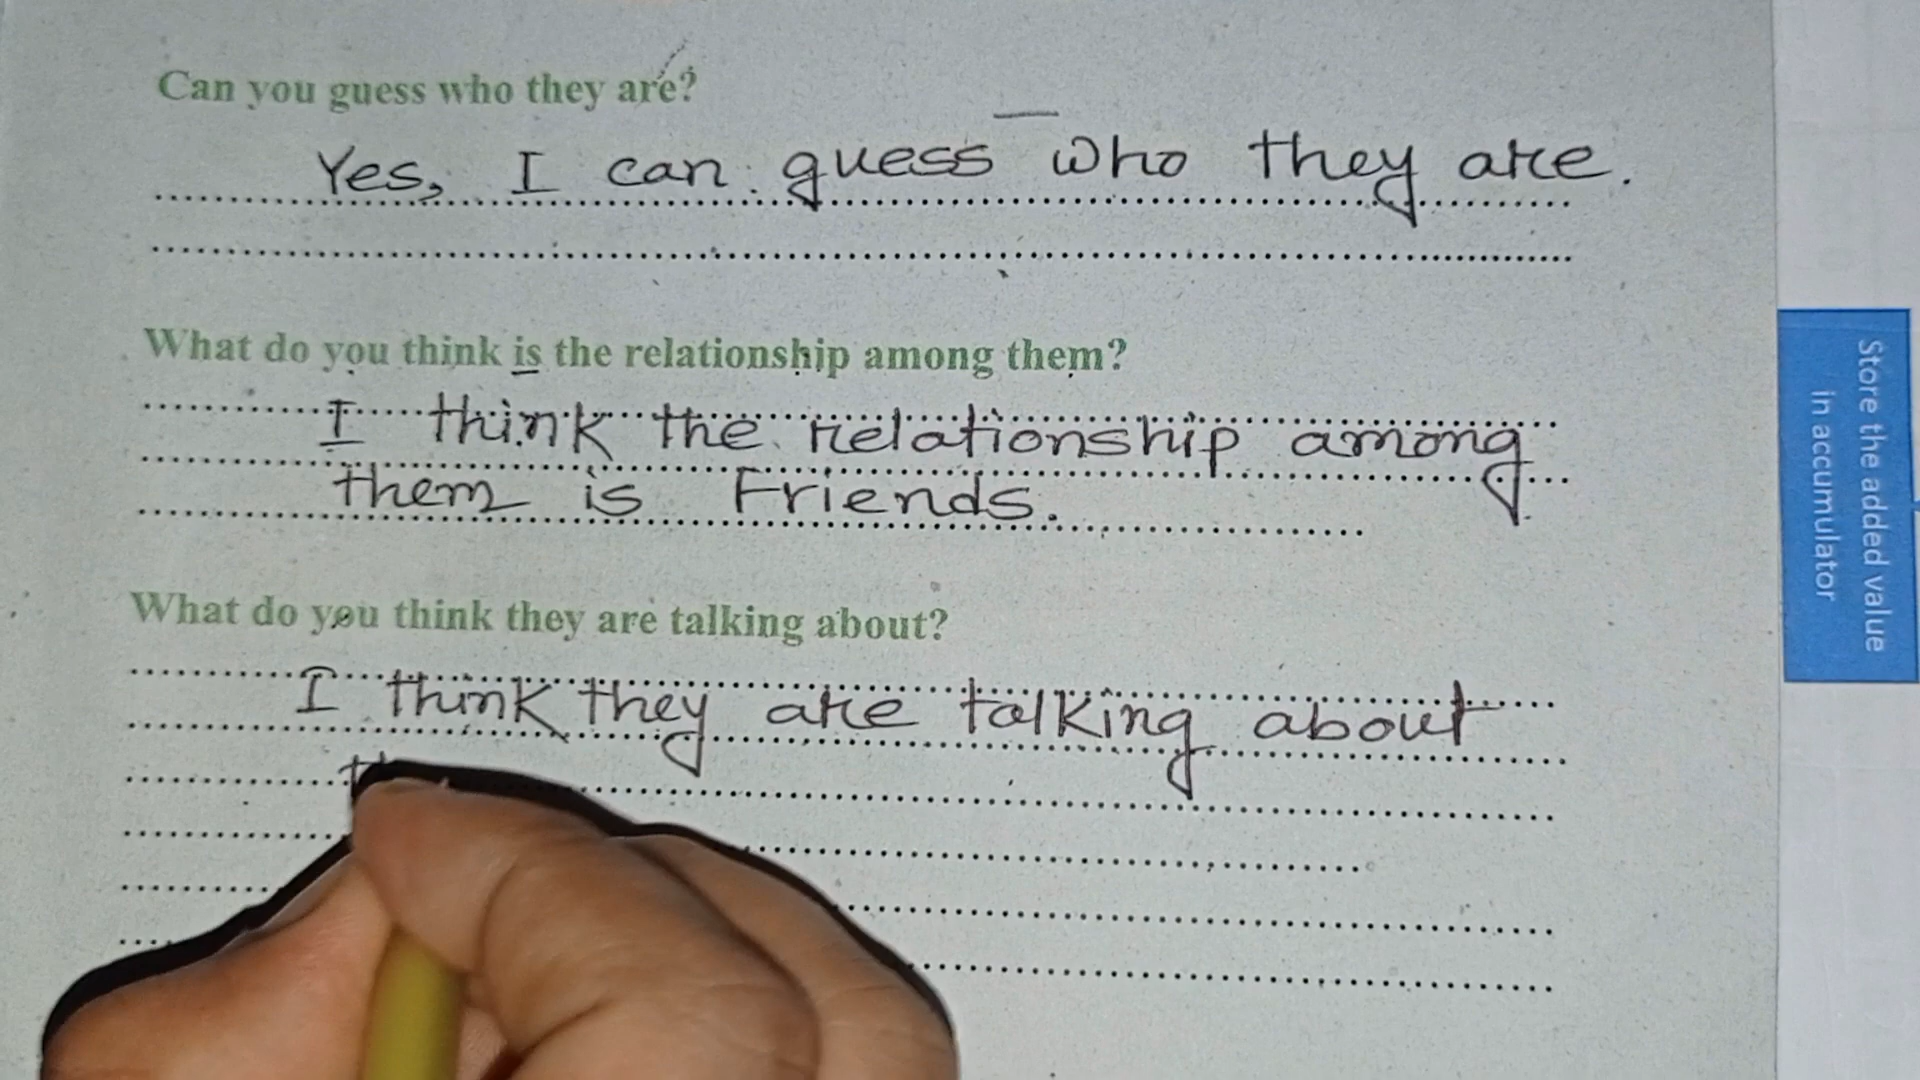 Can you guess who they are?
Yes, I can guess who they are.
What do you think is the relationship among them?
I think the relationship among
them is Friends.
What do you think they are talking about?
I think they are talking about
Store the added value
in accumulator